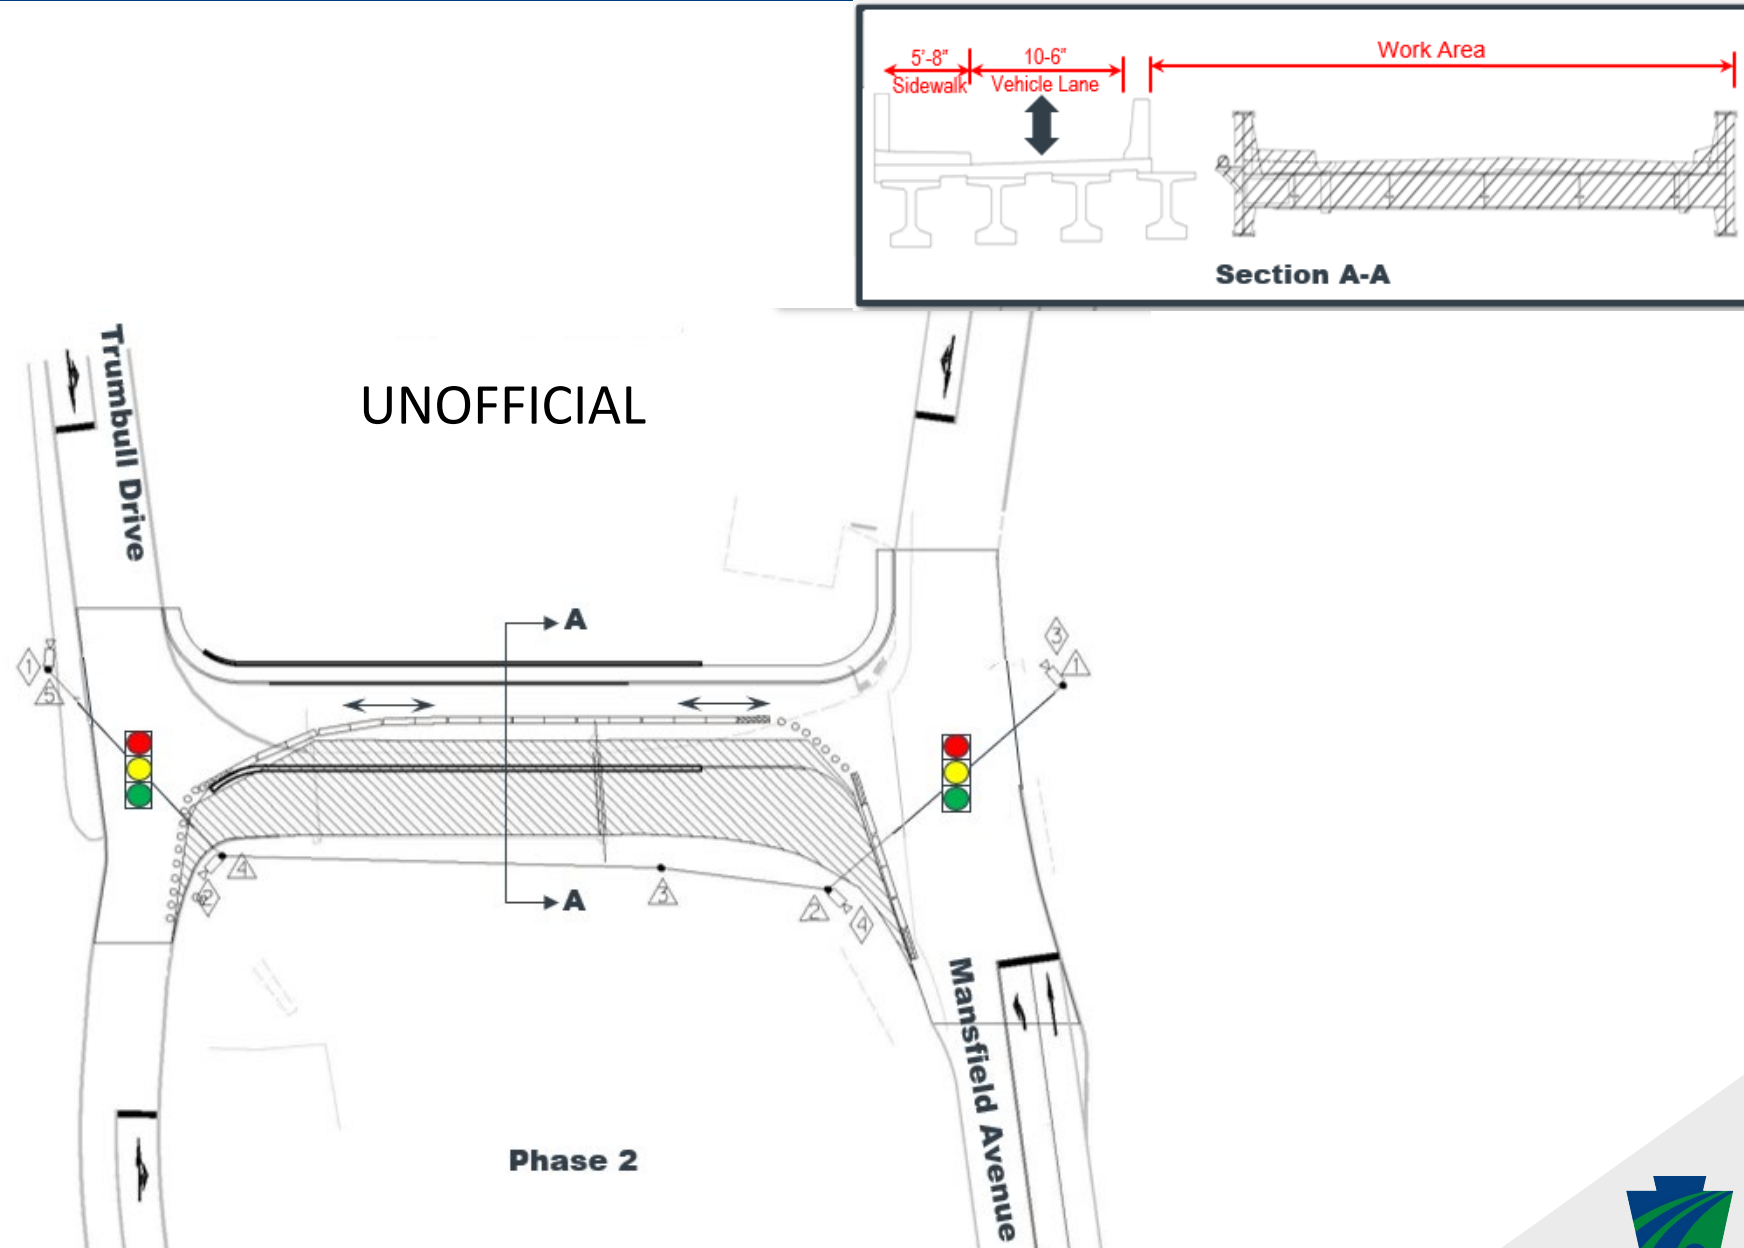 5'-8"
10-6"
Work Area
Sidewalk
Vehicle Lane
Section A-A
Trumbull Drive
UNOFFICIAL
A
1
5
3
1
A
4
2
3
2
4
Mansfield Avenue
Phase 2